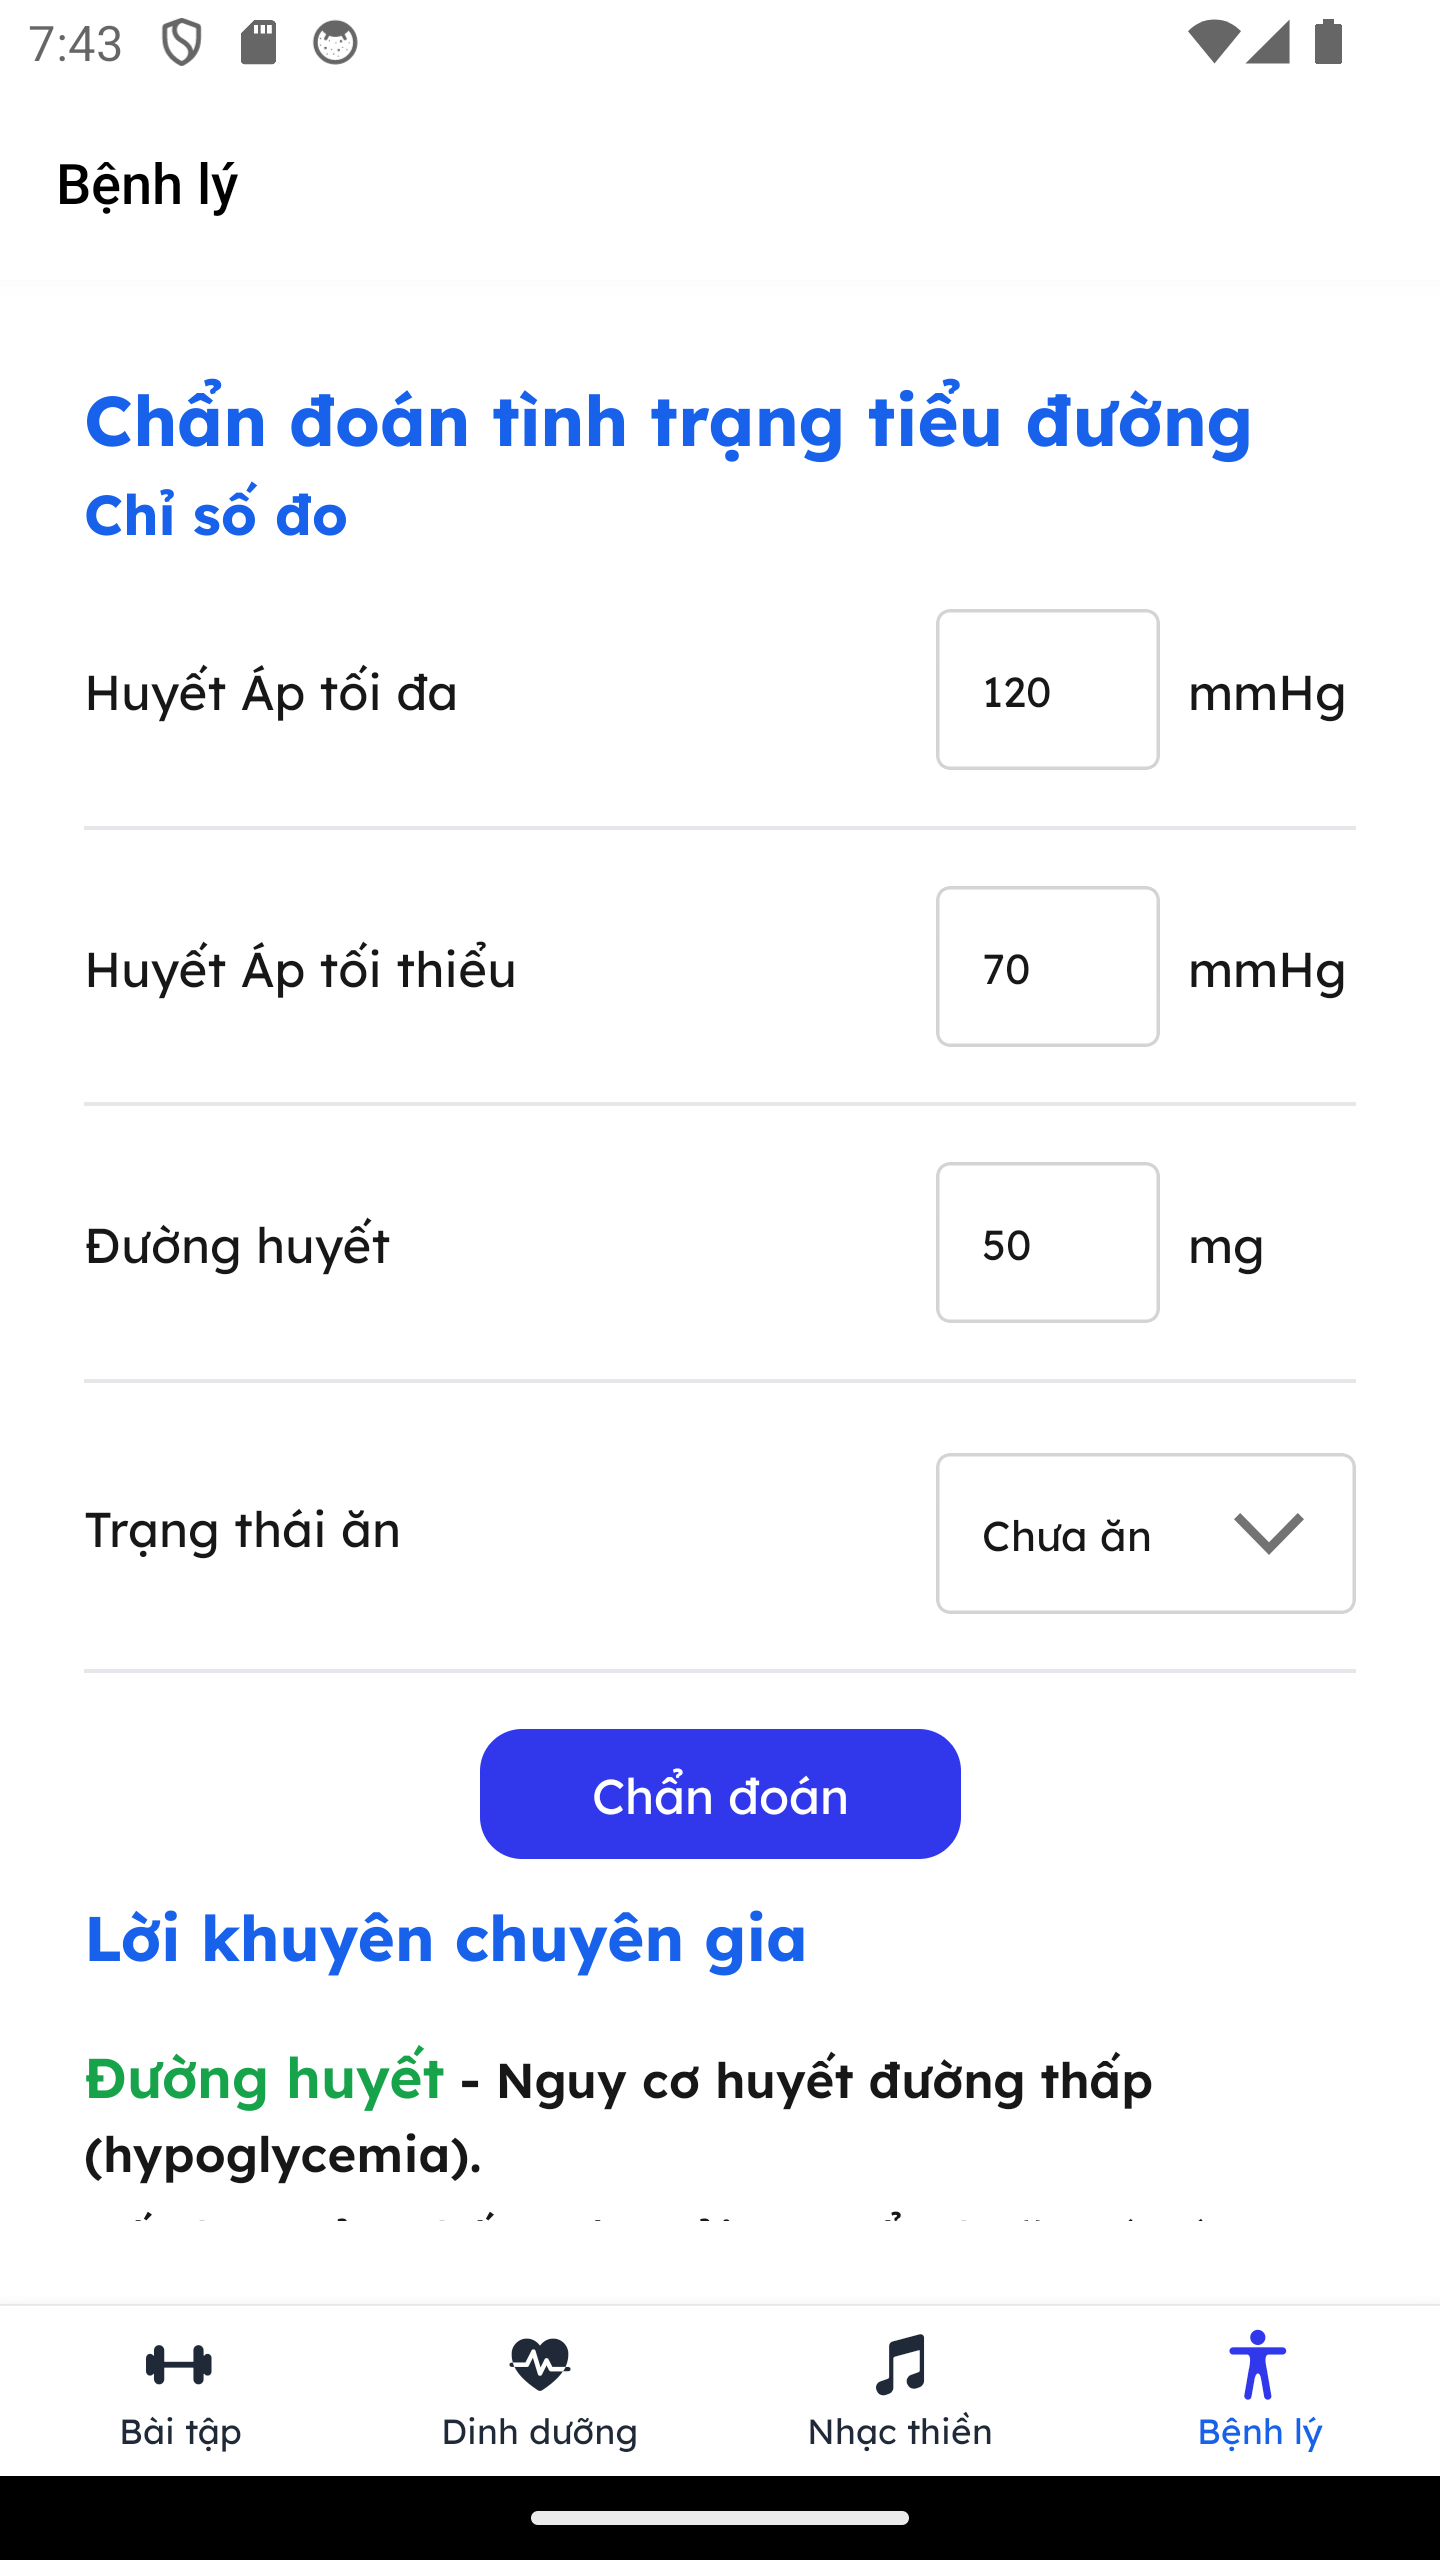 7:43
Bệnh lý
Chẩn đoán tình trạng tiểu đường
Chỉ số đo
Huyết Áp tối đa
120
mmHg
Huyết Áp tối thiểu
70
mmHg
Đường huyết
50
mg
Trạng thái ăn
Chưa ăn
Chẩn đoán
Lời khuyên chuyên gia
Đường huyết - Nguy cơ huyết đường thấp
(hypoglycemia).
Bài tập
Dinh dưỡng
Nhạc thiền
Bệnh lý